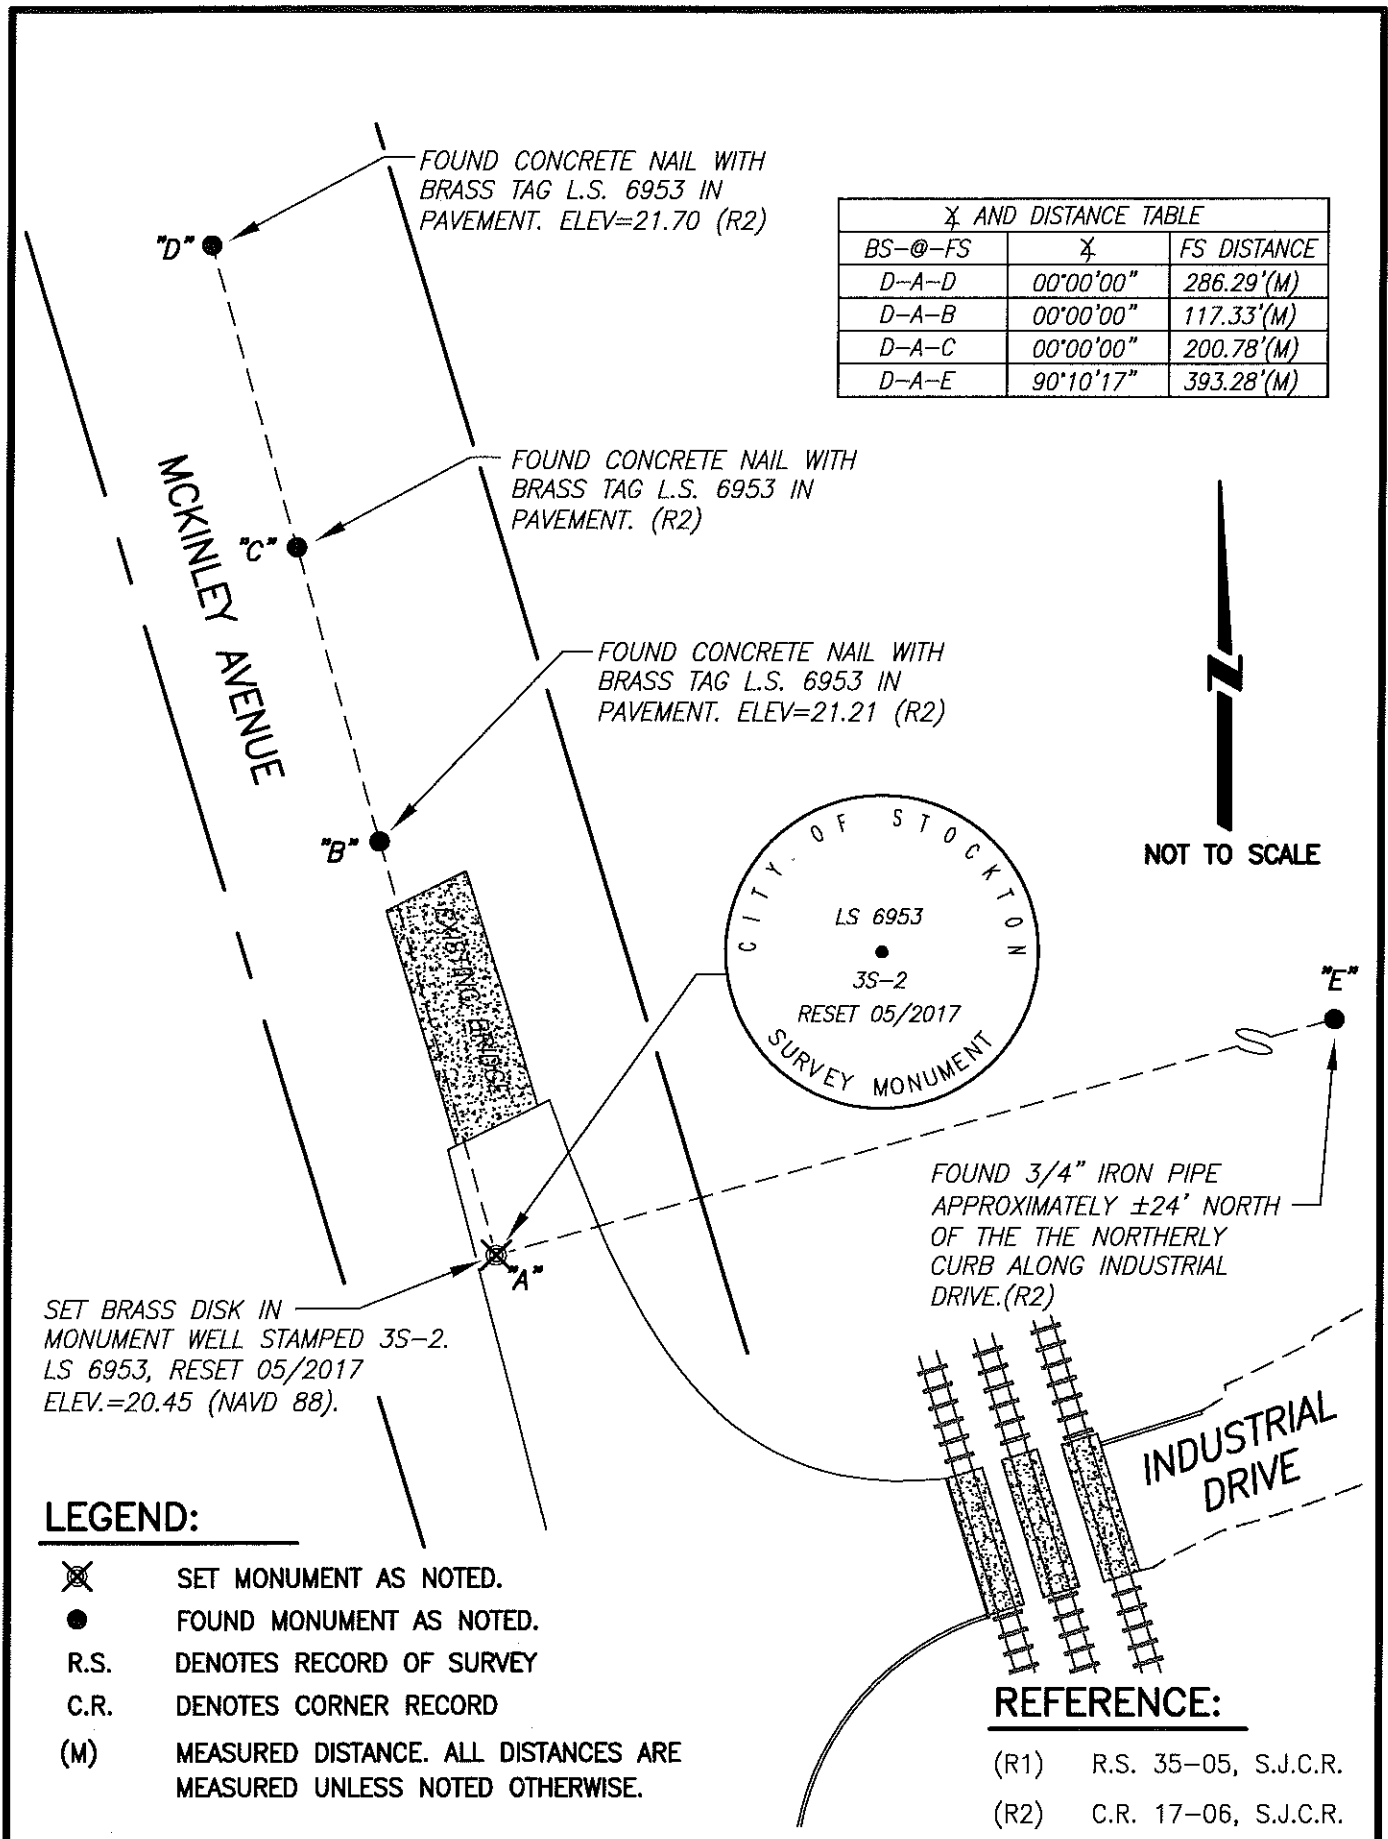 FOUND CONCRETE NAIL WITH
BRASS TAG L.S. 6953 IN
PAVEMENT. ELEV=21.70 (R2)
"D"
∡ AND DISTANCE TABLE
BS-@-FS ∡ FS DISTANCE
D-A-D 00°00'00" 286.29'(M)
D-A-B 00°00'00" 117.33'(M)
D-A-C 00°00'00" 200.78'(M)
D-A-E 90°10'17" 393.28'(M)
MCKINLEY AVENUE
FOUND CONCRETE NAIL WITH
BRASS TAG L.S. 6953 IN
PAVEMENT. (R2)
"C"
FOUND CONCRETE NAIL WITH
BRASS TAG L.S. 6953 IN
PAVEMENT. ELEV=21.21 (R2)
"B"
Z
NOT TO SCALE
EXISTING BRIDGE
CITY OF STOCKTON
LS 6953
3S-2
RESET 05/2017
SURVEY MONUMENT
"E"
FOUND 3/4" IRON PIPE
APPROXIMATELY ±24' NORTH
OF THE THE NORTHERLY
CURB ALONG INDUSTRIAL
DRIVE.(R2)
"A"
SET BRASS DISK IN
MONUMENT WELL STAMPED 3S-2.
LS 6953, RESET 05/2017
ELEV.=20.45 (NAVD 88).
INDUSTRIAL
DRIVE
LEGEND:
SET MONUMENT AS NOTED.
FOUND MONUMENT AS NOTED.
R.S. DENOTES RECORD OF SURVEY
C.R. DENOTES CORNER RECORD
(M) MEASURED DISTANCE. ALL DISTANCES ARE
MEASURED UNLESS NOTED OTHERWISE.
REFERENCE:
(R1) R.S. 35-05, S.J.C.R.
(R2) C.R. 17-06, S.J.C.R.